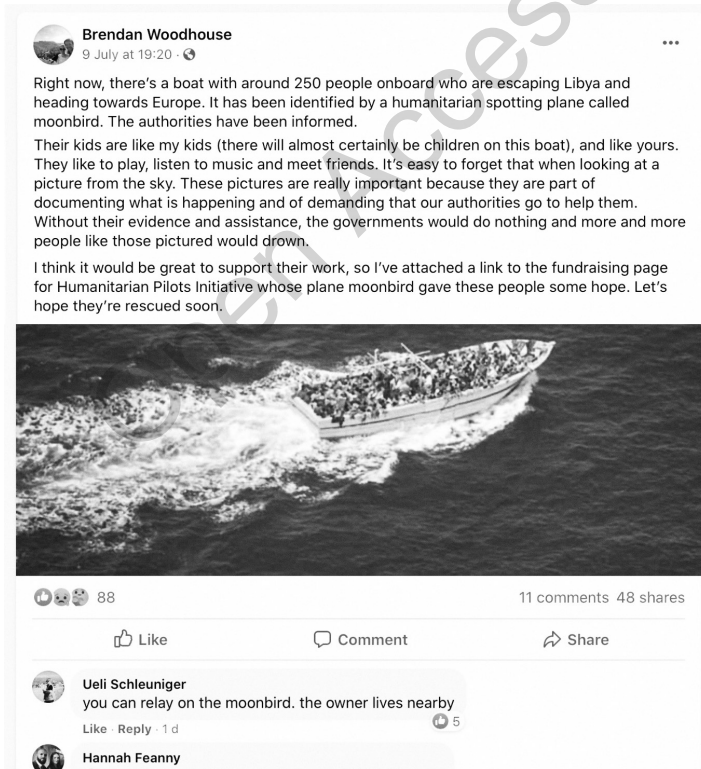 Brendan Woodhouse
9 July at 19:20 ·
Right now, there's a boat with around 250 people onboard who are escaping Libya and
heading towards Europe. It has been identified by a humanitarian spotting plane called
moonbird. The authorities have been informed.
Their kids are like my kids (there will almost certainly be children on this boat), and like yours.
They like to play, listen to music and meet friends. It's easy to forget that when looking at a
picture from the sky. These pictures are really important because they are part of
documenting what is happening and of demanding that our authorities go to help them.
Without their evidence and assistance, the governments would do nothing and more and more
people like those pictured would drown.
I think it would be great to support their work, so I've attached a link to the fundraising page
for Humanitarian Pilots Initiative whose plane moonbird gave these people some hope. Let's
hope they're rescued soon.
88
11 comments 48 shares
Like
Comment
Share
Ueli Schleuniger
you can relay on the moonbird. the owner lives nearby
Like · Reply · 1 d
5
Hannah Feanny
Open Access